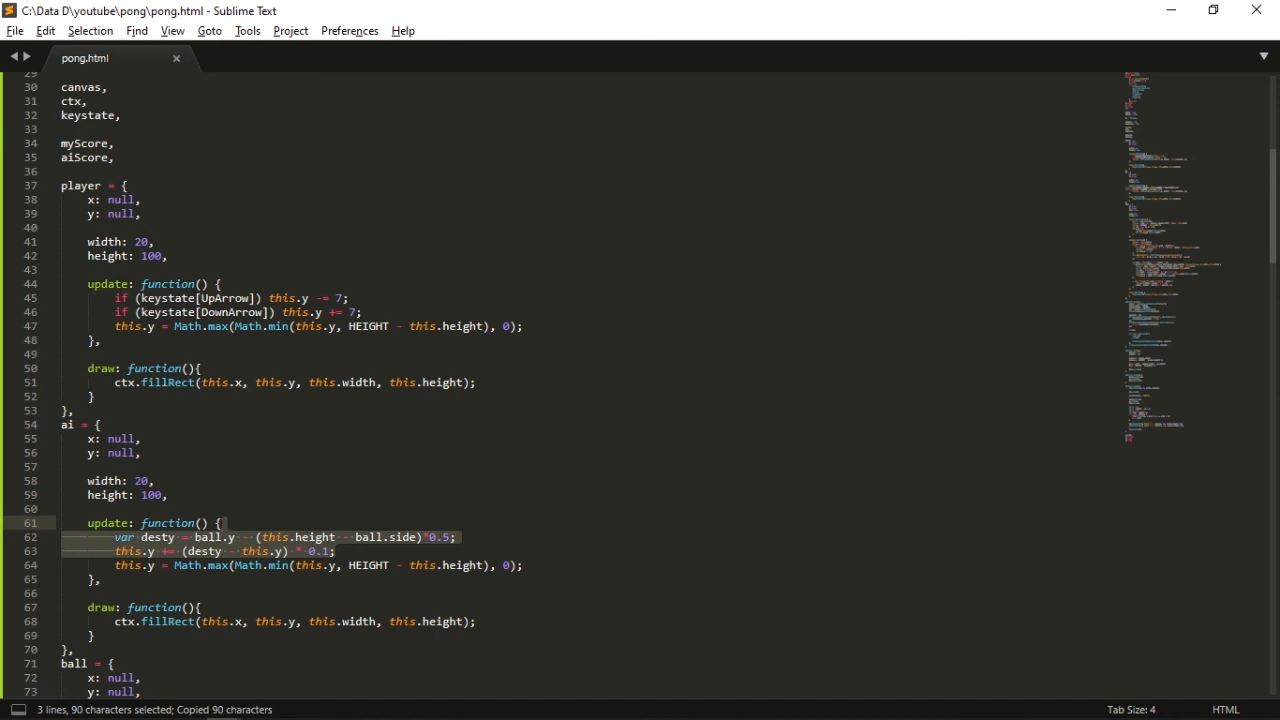 C:\Data D\youtube\pong\pong.html - Sublime Text
File Edit Selection Find View Goto Tools Project Preferences Help
pong.html
29
30 canvas,
31 ctx,
32 keystate,
33
34 myScore,
35 aiScore,
36
37 player = {
38 x: null,
39 y: null,
40
41 width: 20,
42 height: 100,
43
44 update: function() {
45 if (keystate[UpArrow]) this.y -= 7;
46 if (keystate[DownArrow]) this.y += 7;
47 this.y = Math.max(Math.min(this.y, HEIGHT - this.height), 0);
48 },
49
50 draw: function(){
51 ctx.fillRect(this.x, this.y, this.width, this.height);
52 }
53 },
54 ai = {
55 x: null,
56 y: null,
57
58 width: 20,
59 height: 100,
60
61 update: function() {
62 var desty = ball.y - (this.height - ball.side)*0.5;
63 this.y += (desty - this.y) * 0.1;
64 this.y = Math.max(Math.min(this.y, HEIGHT - this.height), 0);
65 },
66
67 draw: function(){
68 ctx.fillRect(this.x, this.y, this.width, this.height);
69 }
70 },
71 ball = {
72 x: null,
73 y: null,
3 lines, 90 characters selected; Copied 90 characters Tab Size: 4 HTML